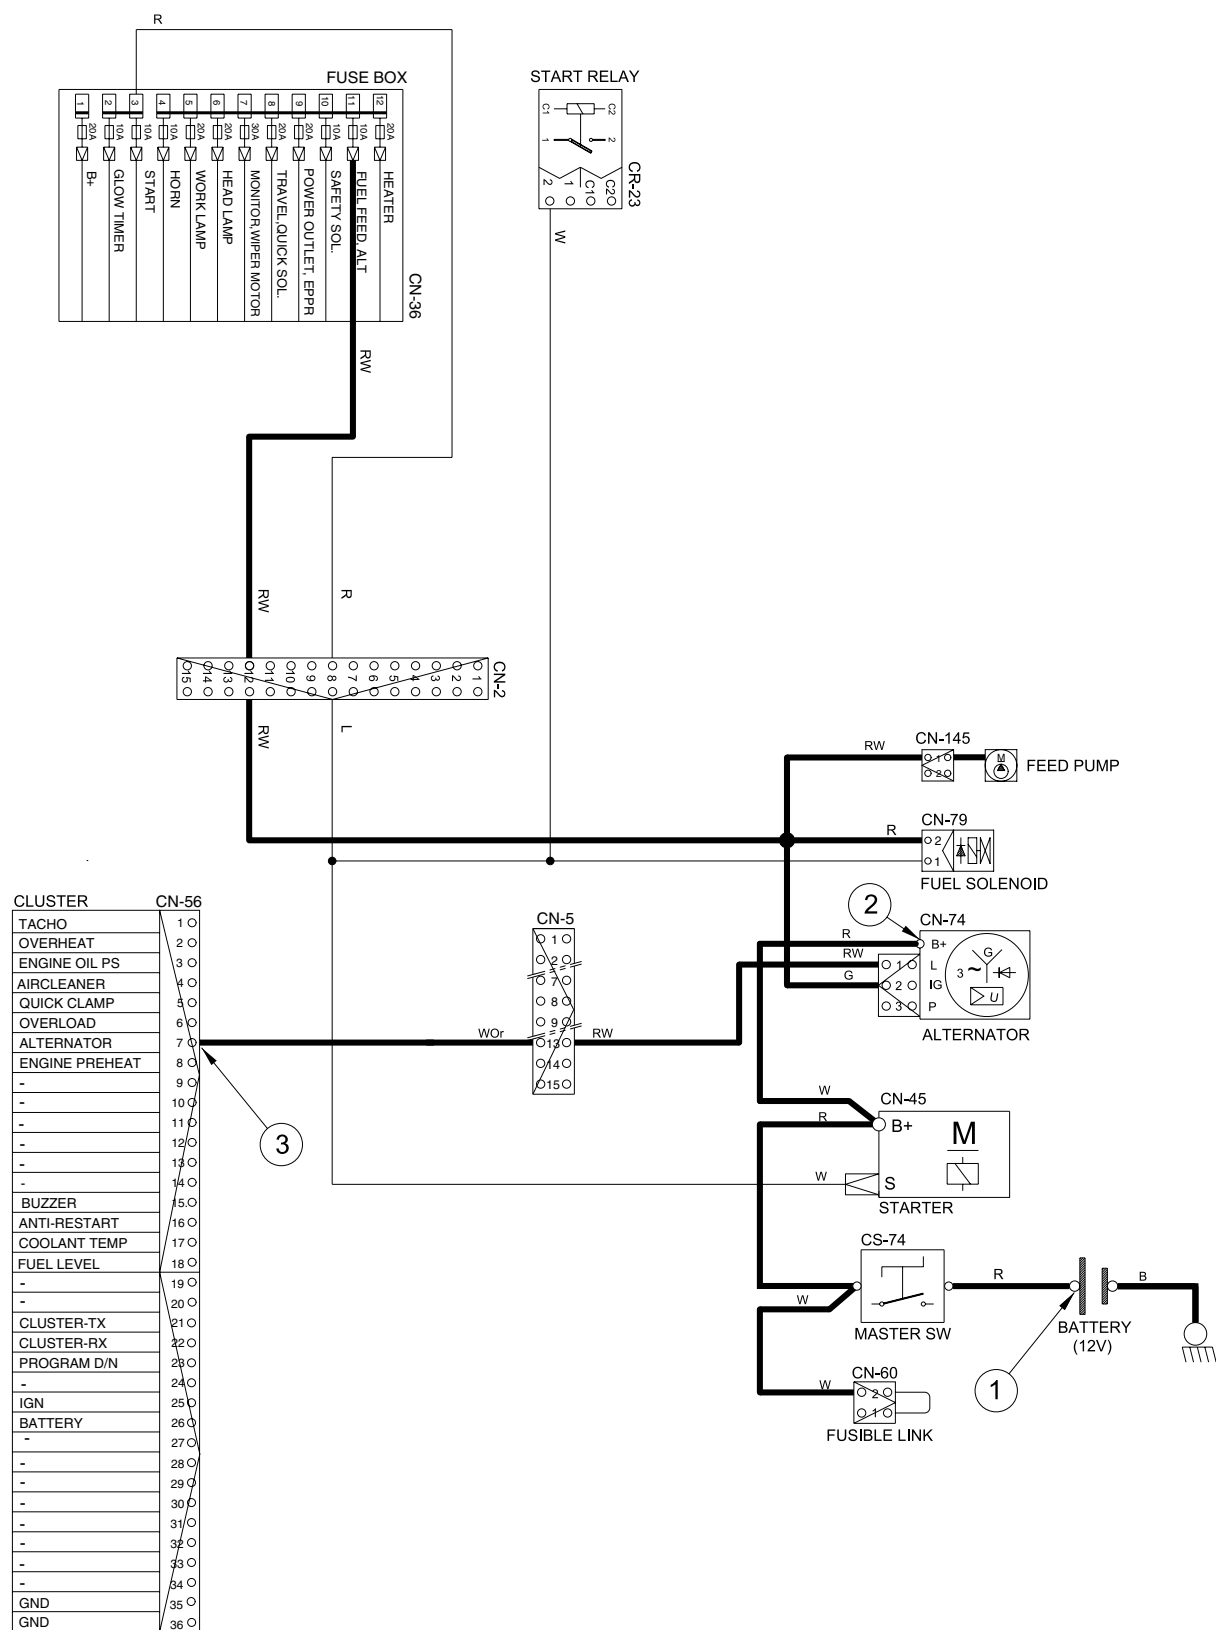 R
FUSE BOX
1 2 3 4 5 6 7 8 9 10 11 12
20A 10A 10A 10A 20A 20A 30A 20A 20A 10A 10A 20A
B+
GLOW TIMER
START
HORN
WORK LAMP
HEAD LAMP
MONITOR,WIPER MOTOR
TRAVEL,QUICK SOL.
POWER OUTLET, EPPR
SAFETY SOL.
FUEL FEED, ALT
HEATER
CN-36
START RELAY
C1 C2
1 2
2 1 C1 C2
CR-23
W
RW
RW
R
15 14 13 12 11 10 9 8 7 6 5 4 3 2 1
CN-2
RW
L
CN-145
RW
1
2
M
FEED PUMP
CN-79
R
2
1
FUEL SOLENOID
2
CN-74
R
B+
RW
1 L
G
2 IG
3 P
G
3 ~
U
ALTERNATOR
CN-5
1
2
7
8
9
13
14
15
WOr
RW
CLUSTER CN-56
TACHO 1
OVERHEAT 2
ENGINE OIL PS 3
AIRCLEANER 4
QUICK CLAMP 5
OVERLOAD 6
ALTERNATOR 7
ENGINE PREHEAT 8
- 9
- 10
- 11
- 12
- 13
- 14
BUZZER 15
ANTI-RESTART 16
COOLANT TEMP 17
FUEL LEVEL 18
- 19
- 20
CLUSTER-TX 21
CLUSTER-RX 22
PROGRAM D/N 23
- 24
IGN 25
BATTERY 26
- 27
- 28
- 29
- 30
- 31
- 32
- 33
- 34
GND 35
GND 36
3
W
CN-45
R
B+
M
W
S
STARTER
CS-74
W
R
MASTER SW
B
BATTERY
(12V)
1
CN-60
W
2
1
FUSIBLE LINK